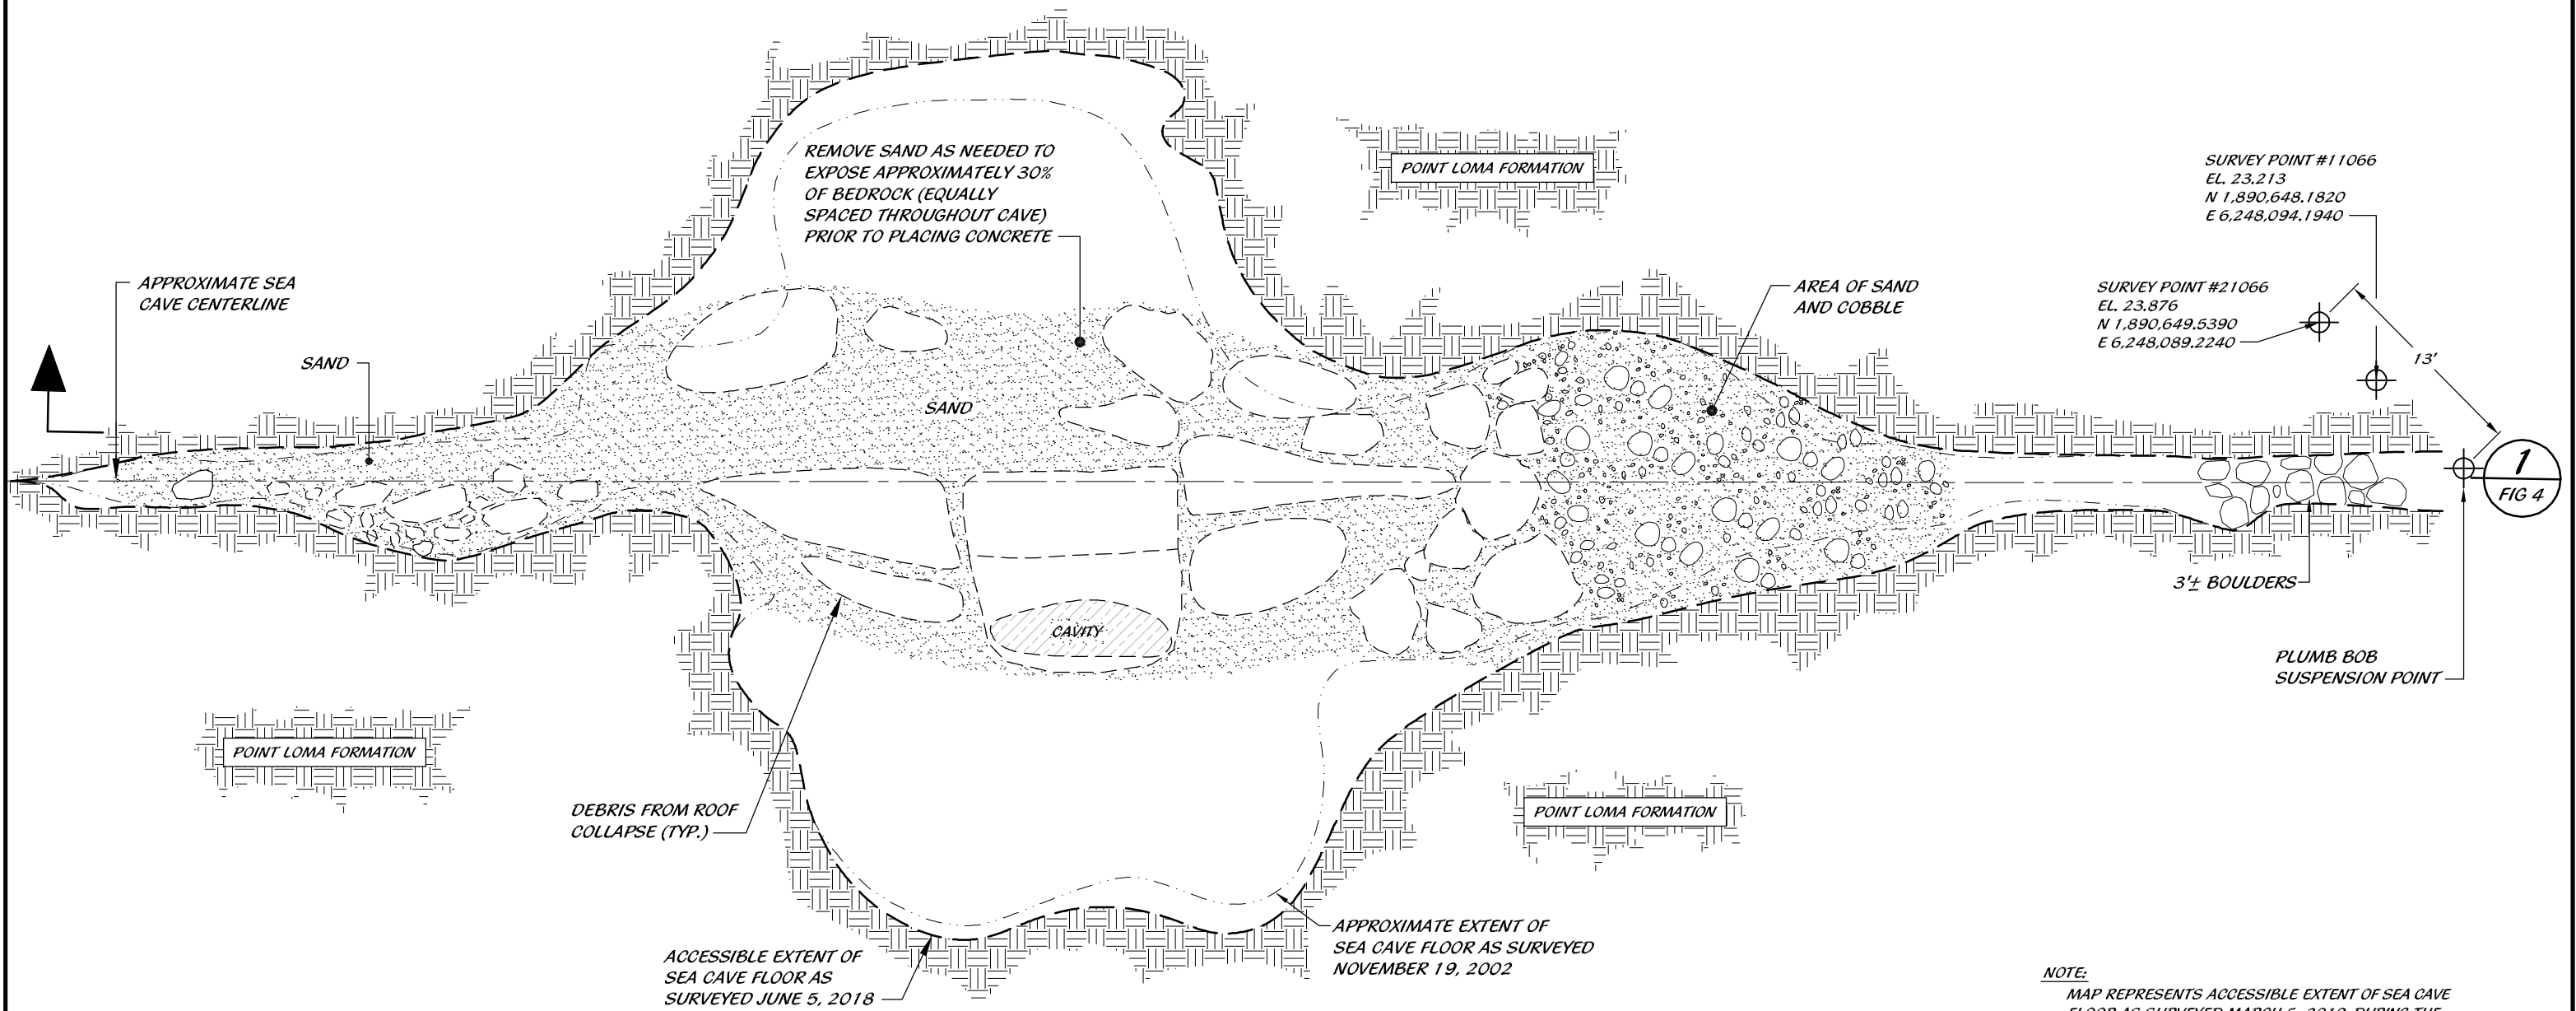 REMOVE SAND AS NEEDED TO
EXPOSE APPROXIMATELY 30%
OF BEDROCK (EQUALLY
SPACED THROUGHOUT CAVE)
PRIOR TO PLACING CONCRETE
POINT LOMA FORMATION
SURVEY POINT #11066
EL. 23.213
N 1,890,648.1820
E 6,248,094.1940
APPROXIMATE SEA
CAVE CENTERLINE
AREA OF SAND
AND COBBLE
SURVEY POINT #21066
EL. 23.876
N 1,890,649.5390
E 6,248,089.2240
13'
SAND
SAND
1
FIG 4
3'± BOULDERS
CAVITY
PLUMB BOB
SUSPENSION POINT
POINT LOMA FORMATION
DEBRIS FROM ROOF
COLLAPSE (TYP.)
POINT LOMA FORMATION
APPROXIMATE EXTENT OF
SEA CAVE FLOOR AS SURVEYED
NOVEMBER 19, 2002
ACCESSIBLE EXTENT OF
SEA CAVE FLOOR AS
SURVEYED JUNE 5, 2018
NOTE:
MAP REPRESENTS ACCESSIBLE EXTENT OF SEA CAVE